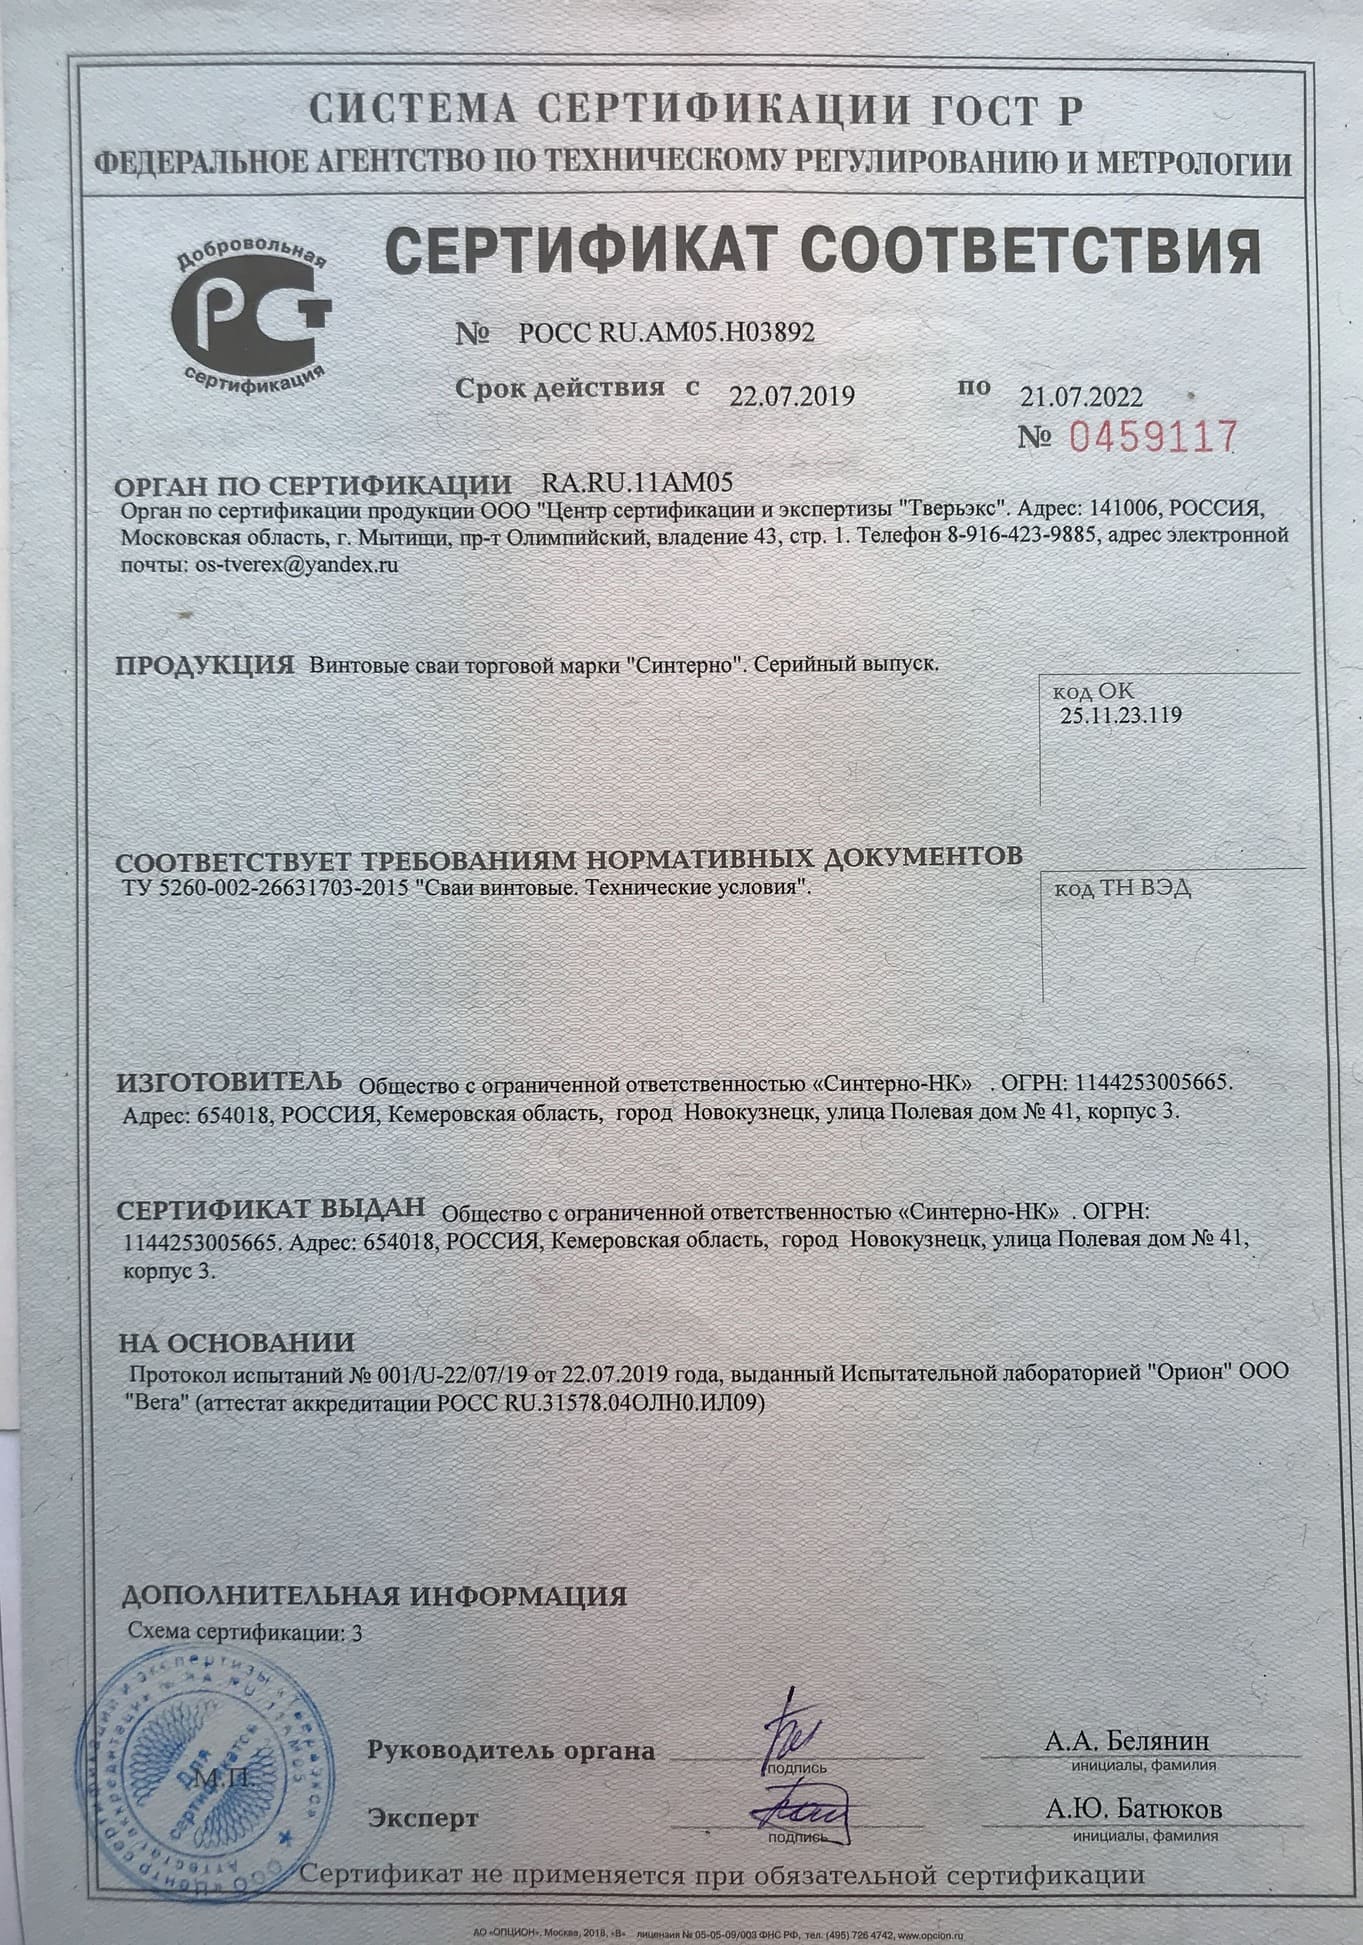 СИСТЕМА СЕРТИФИКАЦИИ ГОСТ Р
ФЕДЕРАЛЬНОЕ АГЕНТСТВО ПО ТЕХНИЧЕСКОМУ РЕГУЛИРОВАНИЮ И МЕТРОЛОГИИ
Добровольная
РСТ
сертификация
СЕРТИФИКАТ СООТВЕТСТВИЯ
№ РОСС RU.АМ05.Н03892
Срок действия с 22.07.2019 по 21.07.2022
№ 0459117
ОРГАН ПО СЕРТИФИКАЦИИ RA.RU.11АМ05
Орган по сертификации продукции ООО "Центр сертификации и экспертизы "Тверьэкс". Адрес: 141006, РОССИЯ,
Московская область, г. Мытищи, пр-т Олимпийский, владение 43, стр. 1. Телефон 8-916-423-9885, адрес электронной
почты: os-tverex@yandex.ru
ПРОДУКЦИЯ Винтовые сваи торговой марки "Синтерно". Серийный выпуск.
код ОК
25.11.23.119
СООТВЕТСТВУЕТ ТРЕБОВАНИЯМ НОРМАТИВНЫХ ДОКУМЕНТОВ
ТУ 5260-002-26631703-2015 "Сваи винтовые. Технические условия".
код ТН ВЭД
ИЗГОТОВИТЕЛЬ Общество с ограниченной ответственностью «Синтерно-НК» . ОГРН: 1144253005665.
Адрес: 654018, РОССИЯ, Кемеровская область, город Новокузнецк, улица Полевая дом № 41, корпус 3.
СЕРТИФИКАТ ВЫДАН Общество с ограниченной ответственностью «Синтерно-НК» . ОГРН:
1144253005665. Адрес: 654018, РОССИЯ, Кемеровская область, город Новокузнецк, улица Полевая дом № 41,
корпус 3.
НА ОСНОВАНИИ
Протокол испытаний № 001/U-22/07/19 от 22.07.2019 года, выданный Испытательной лабораторией "Орион" ООО
"Вега" (аттестат аккредитации РОСС RU.31578.04ОЛН0.ИЛ09)
ДОПОЛНИТЕЛЬНАЯ ИНФОРМАЦИЯ
Схема сертификации: 3
Для
М.П.
Руководитель органа
подпись
А.А. Белянин
инициалы, фамилия
Эксперт
подпись
А.Ю. Батюков
инициалы, фамилия
Сертификат не применяется при обязательной сертификации
АО «ОПЦИОН», Москва, 2018, «В» лицензия № 05-05-09/003 ФНС РФ, тел. (495) 726 4742, www.opcion.ru